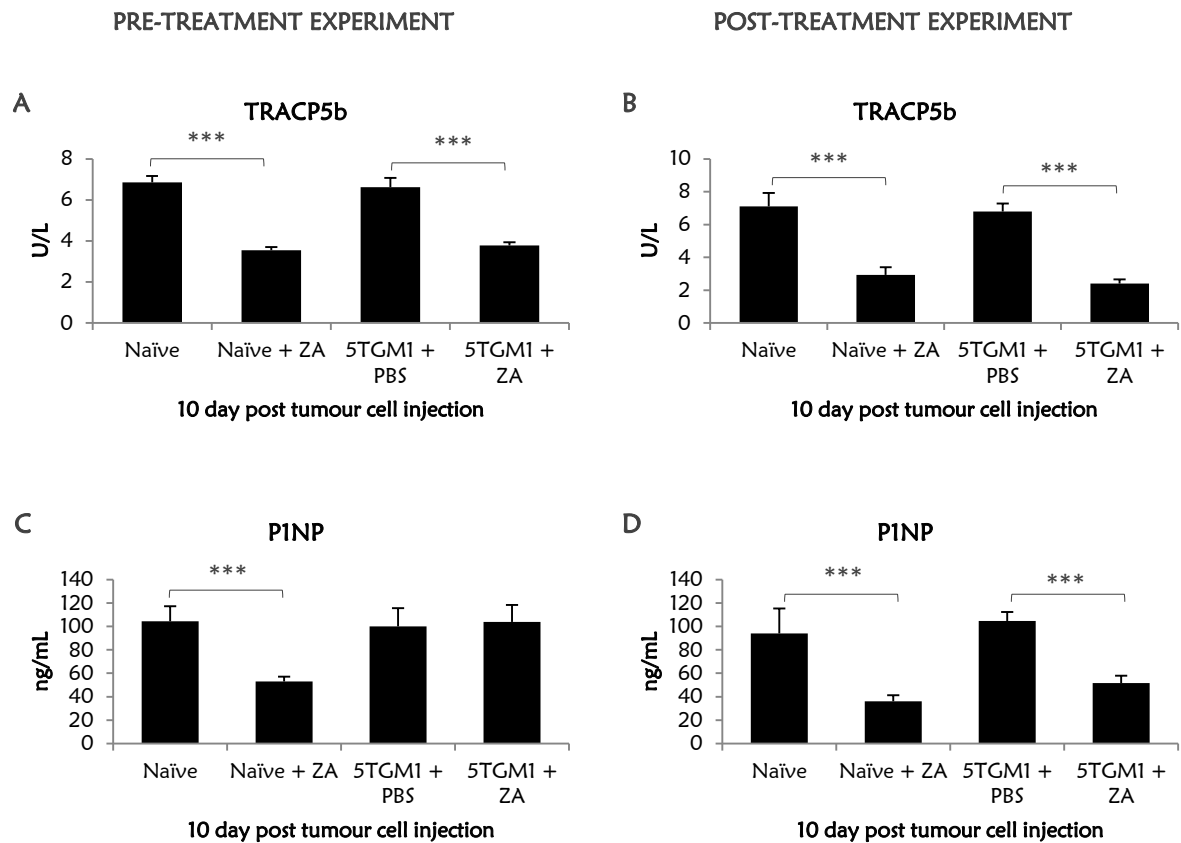 PRE-TREATMENT EXPERIMENT
POST-TREATMENT EXPERIMENT
A
TRACP5b
***
***
8
6
4
2
0
U/L
Naïve
Naïve + ZA
5TGM1 +
PBS
5TGM1 +
ZA
10 day post tumour cell injection
B
TRACP5b
***
***
10
8
6
4
2
0
U/L
Naïve
Naïve + ZA
5TGM1 +
PBS
5TGM1 +
ZA
10 day post tumour cell injection
C
P1NP
***
140
120
100
80
60
40
20
0
ng/mL
Naïve
Naïve + ZA
5TGM1 +
PBS
5TGM1 +
ZA
10 day post tumour cell injection
D
P1NP
***
***
140
120
100
80
60
40
20
0
ng/mL
Naïve
Naïve + ZA
5TGM1 +
PBS
5TGM1 +
ZA
10 day post tumour cell injection